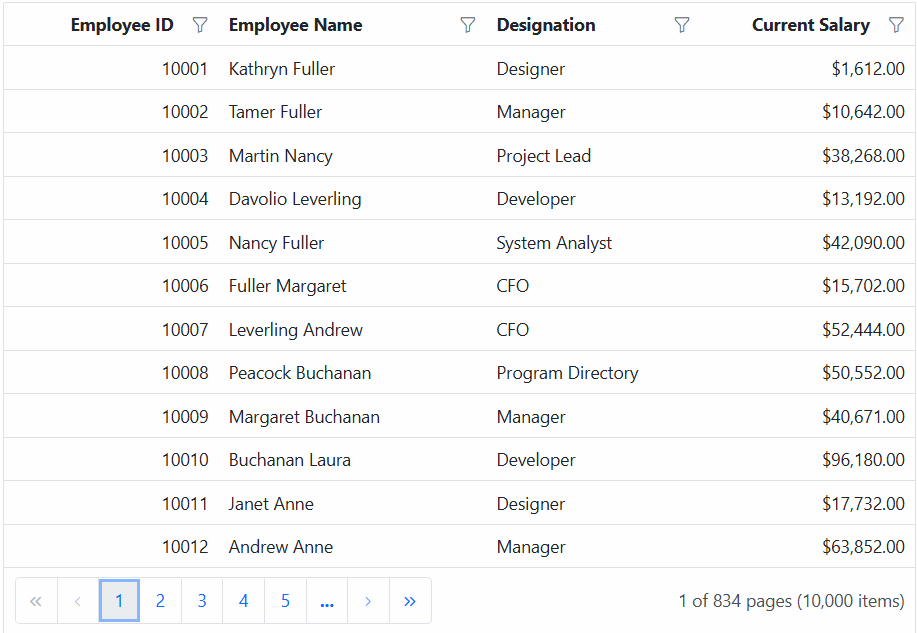 Employee ID Employee Name Designation Current Salary
10001 Kathryn Fuller Designer $1,612.00
10002 Tamer Fuller Manager $10,642.00
10003 Martin Nancy Project Lead $38,268.00
10004 Davolio Leverling Developer $13,192.00
10005 Nancy Fuller System Analyst $42,090.00
10006 Fuller Margaret CFO $15,702.00
10007 Leverling Andrew CFO $52,444.00
10008 Peacock Buchanan Program Directory $50,552.00
10009 Margaret Buchanan Manager $40,671.00
10010 Buchanan Laura Developer $96,180.00
10011 Janet Anne Designer $17,732.00
10012 Andrew Anne Manager $63,852.00
« ‹ 1 2 3 4 5 ... › » 1 of 834 pages (10,000 items)